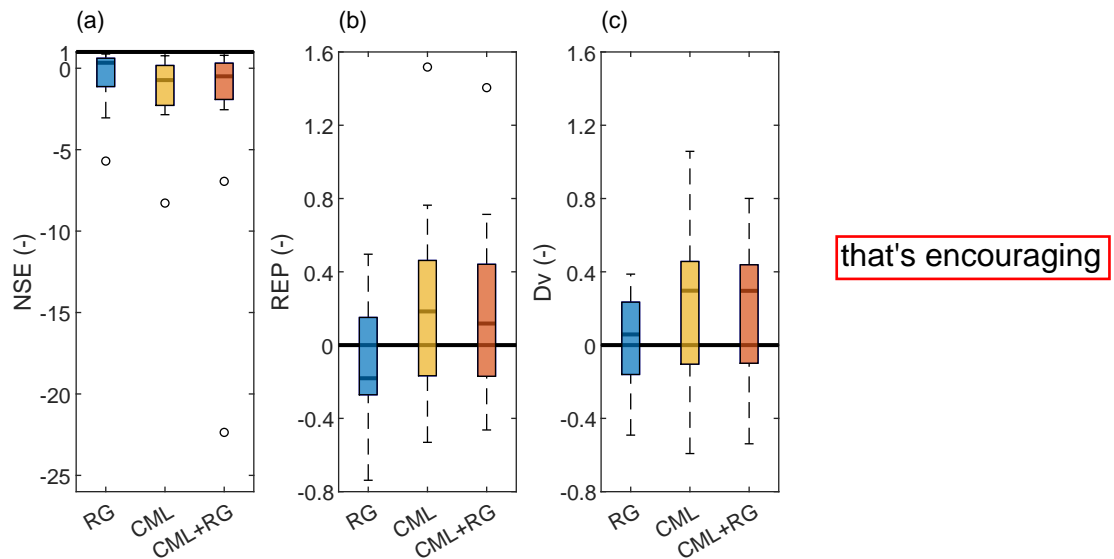 (a)
(b)
(c)
1
0
-5
-10
-15
-20
-25
NSE (-)
RG
CML
CML+RG
1.6
1.2
0.8
0.4
0
-0.4
-0.8
REP (-)
RG
CML
CML+RG
1.6
1.2
0.8
0.4
0
-0.4
-0.8
Dv (-)
RG
CML
CML+RG
that's encouraging